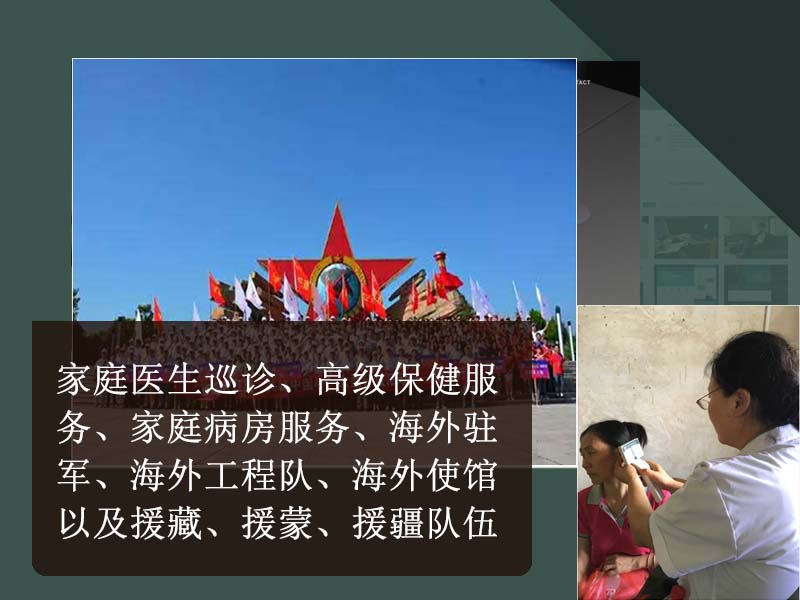 TACT
家庭医生巡诊、高级保健服
务、家庭病房服务、海外驻
军、海外工程队、海外使馆
以及援藏、援蒙、援疆队伍